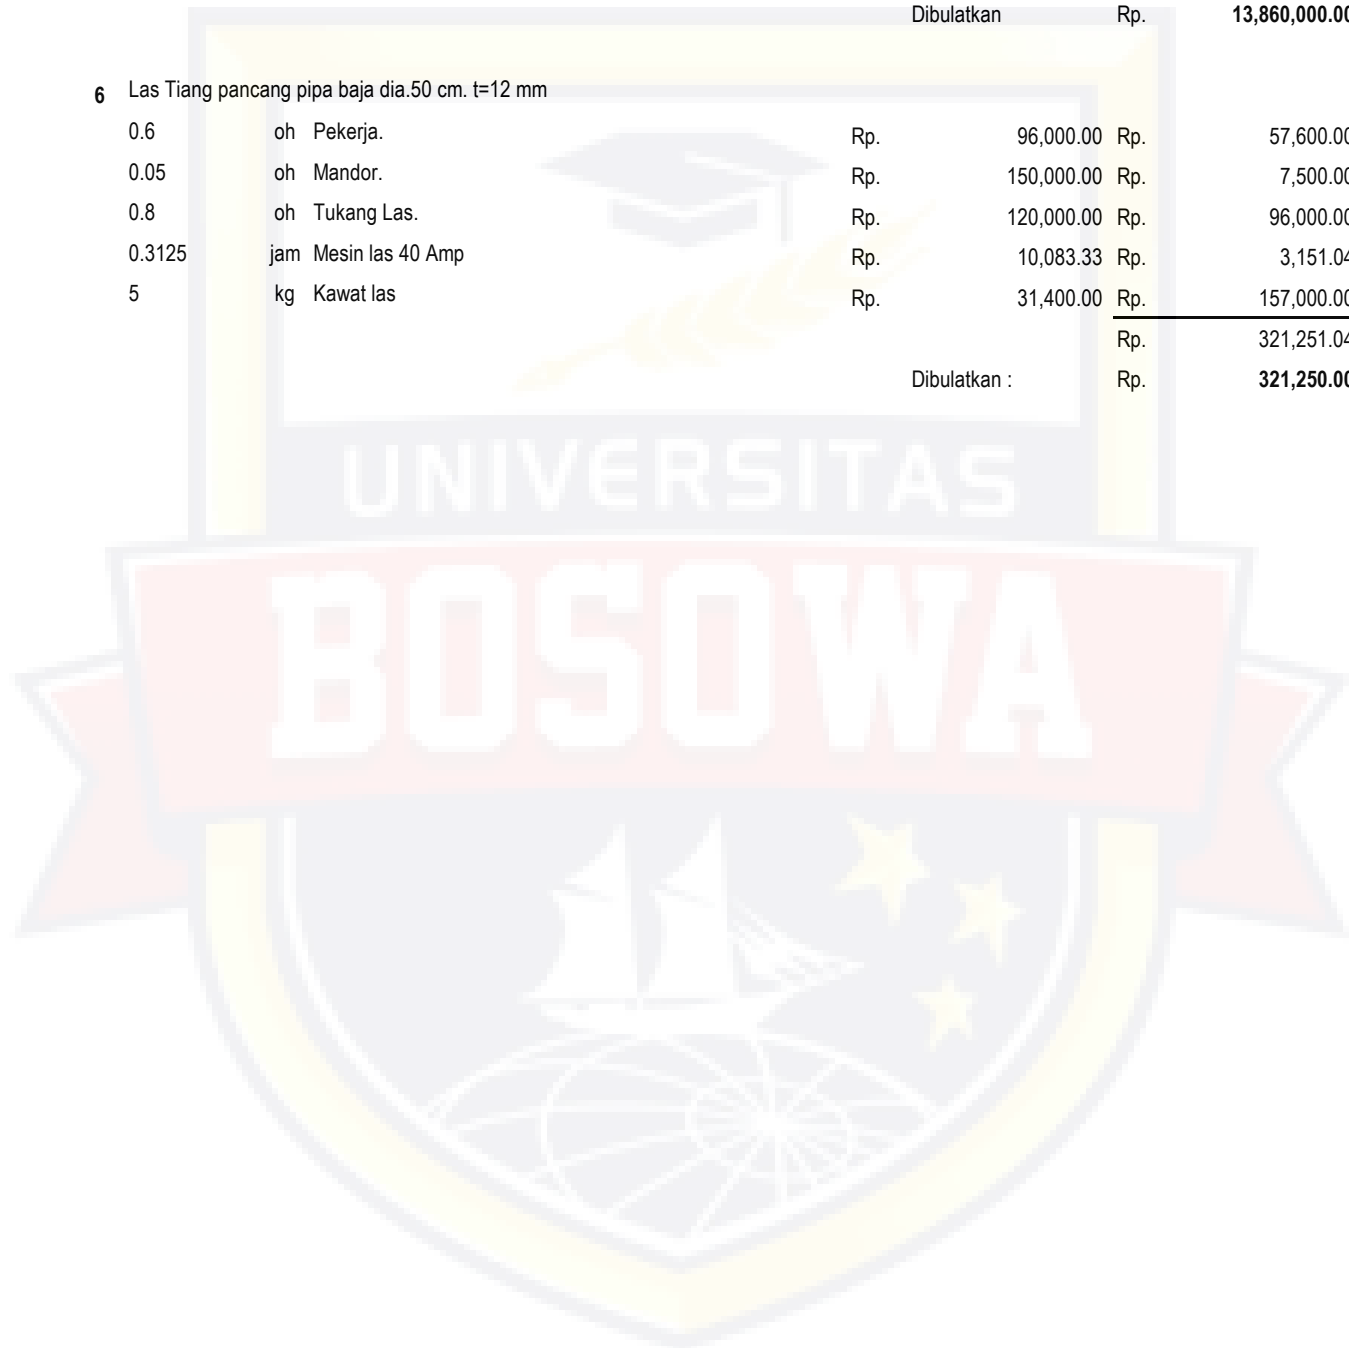 Dibulatkan Rp. 13,860,000.00
6 Las Tiang pancang pipa baja dia.50 cm. t=12 mm
0.6 oh Pekerja. Rp. 96,000.00 Rp. 57,600.00
0.05 oh Mandor. Rp. 150,000.00 Rp. 7,500.00
0.8 oh Tukang Las. Rp. 120,000.00 Rp. 96,000.00
0.3125 jam Mesin las 40 Amp Rp. 10,083.33 Rp. 3,151.04
5 kg Kawat las Rp. 31,400.00 Rp. 157,000.00
Rp. 321,251.04
Dibulatkan : Rp. 321,250.00
UNIVERSITAS
BOSOWA